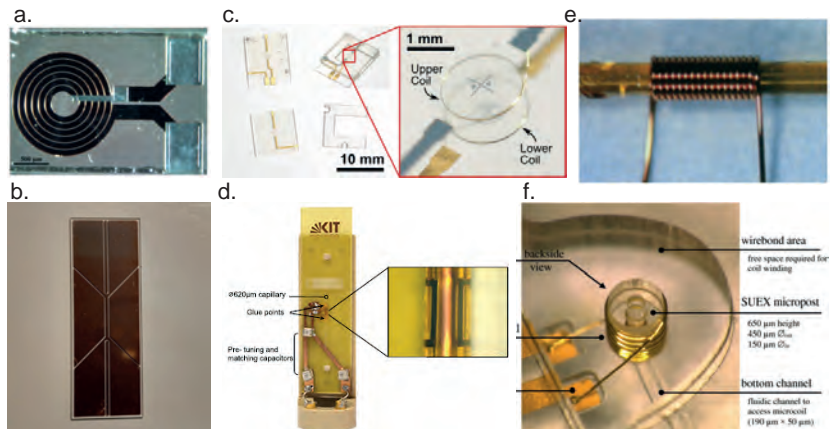 a.
500 µm
b.
c.
1 mm
Upper
Coil
Lower
Coil
10 mm
d.
KIT
ø620µm capillary
Glue points
Pre- tuning and
matching capacitors
e.
f.
backside
view
wirebond area
free space required for
coil winding
SUEX micropost
650 µm height
450 µm Ø
150 µm Ø
bottom channel
fluidic channel to
access microcoil
(190 µm × 50 µm)